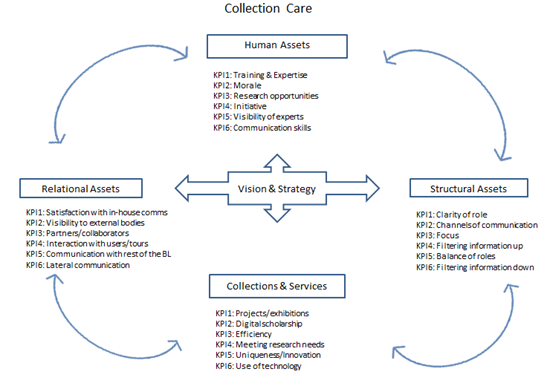 Collection Care
Human Assets
KPI1: Training & Expertise
KPI2: Morale
KPI3: Research opportunities
KPI4: Initiative
KPI5: Visibility of experts
KPI6: Communication skills
Relational Assets
KPI1: Satisfaction with in-house comms
KPI2: Visibility to external bodies
KPI3: Partners/collaborators
KPI4: Interaction with users/tours
KPI5: Communication with rest of the BL
KPI6: Lateral communication
Vision & Strategy
Structural Assets
KPI1: Clarity of role
KPI2: Channels of communication
KPI3: Focus
KPI4: Filtering information up
KPI5: Balance of roles
KPI6: Filtering information down
Collections & Services
KPI1: Projects/exhibitions
KPI2: Digital scholarship
KPI3: Efficiency
KPI4: Meeting research needs
KPI5: Uniqueness/Innovation
KPI6: Use of technology